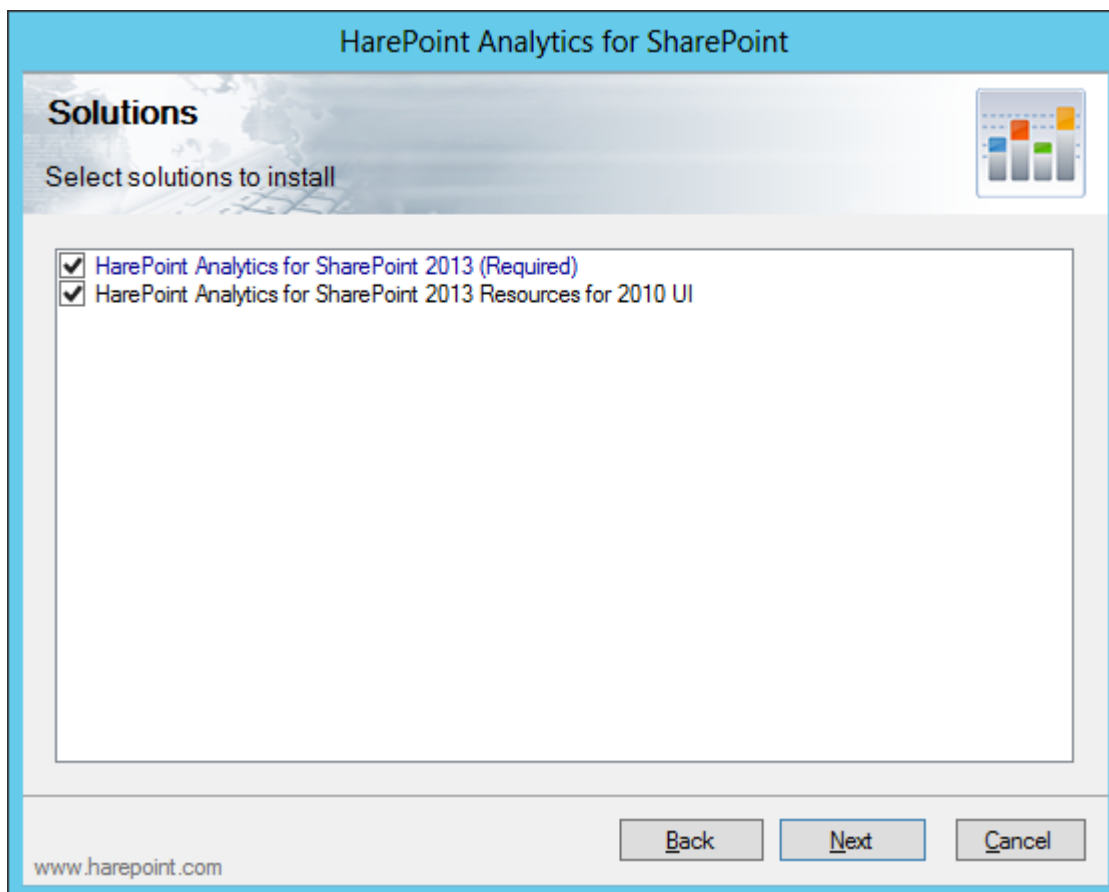 HarePoint Analytics for SharePoint
Solutions
Select solutions to install
HarePoint Analytics for SharePoint 2013 (Required)
HarePoint Analytics for SharePoint 2013 Resources for 2010 UI
Back Next Cancel
www.harepoint.com